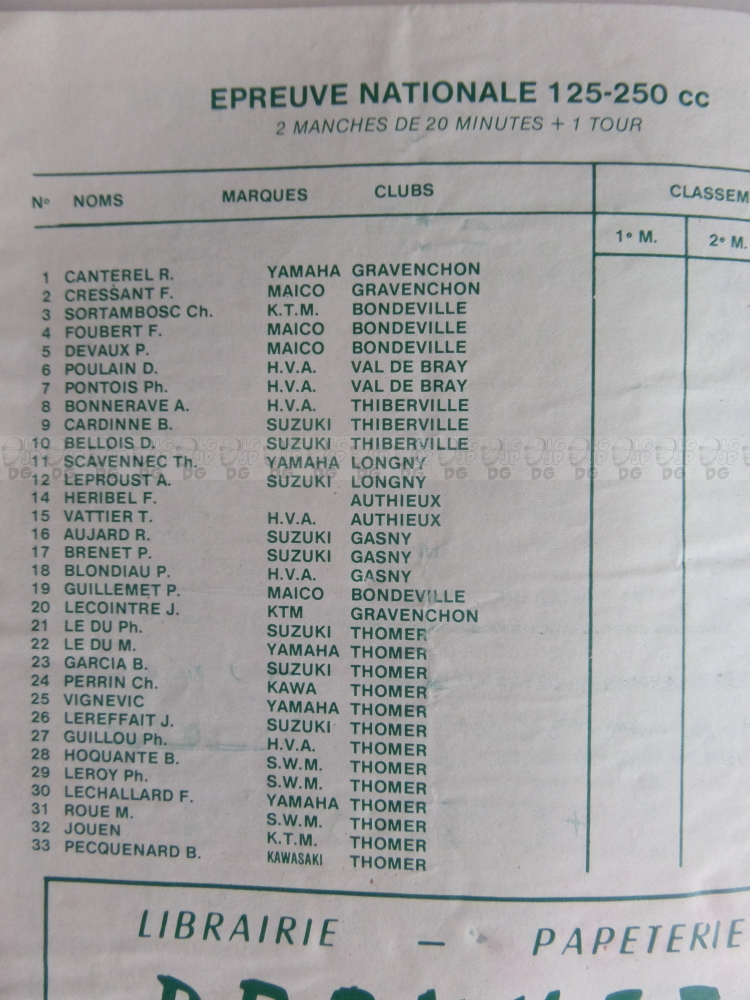 EPREUVE NATIONALE 125-250 cc
2 MANCHES DE 20 MINUTES + 1 TOUR
N° NOMS MARQUES CLUBS CLASSEM
1e M. 2e M.
1 CANTEREL R. YAMAHA GRAVENCHON
2 CRESSANT F. MAICO GRAVENCHON
3 SORTAMBOSC Ch. K.T.M. BONDEVILLE
4 FOUBERT F. MAICO BONDEVILLE
5 DEVAUX P. MAICO BONDEVILLE
6 POULAIN D. H.V.A. VAL DE BRAY
7 PONTOIS Ph. H.V.A. VAL DE BRAY
8 BONNERAVE A. H.V.A. THIBERVILLE
9 CARDINNE B. SUZUKI THIBERVILLE
10 BELLOIS D. SUZUKI THIBERVILLE
11 SCAVENNEC Th. YAMAHA LONGNY
12 LEPROUST A. SUZUKI LONGNY
14 HERIBEL F. AUTHIEUX
15 VATTIER T. H.V.A. AUTHIEUX
16 AUJARD R. SUZUKI GASNY
17 BRENET P. SUZUKI GASNY
18 BLONDIAU P. H.V.A. GASNY
19 GUILLEMET P. MAICO BONDEVILLE
20 LECOINTRE J. KTM GRAVENCHON
21 LE DU Ph. SUZUKI THOMER
22 LE DU M. YAMAHA THOMER
23 GARCIA B. SUZUKI THOMER
24 PERRIN Ch. KAWA THOMER
25 VIGNEVIC YAMAHA THOMER
26 LEREFFAIT J. SUZUKI THOMER
27 GUILLOU Ph. H.V.A. THOMER
28 HOQUANTE B. S.W.M. THOMER
29 LEROY Ph. S.W.M. THOMER
30 LECHALLARD F. YAMAHA THOMER
31 ROUE M. S.W.M. THOMER
32 JOUEN K.T.M. THOMER
33 PECQUENARD B. KAWASAKI THOMER
LIBRAIRIE — PAPETERIE